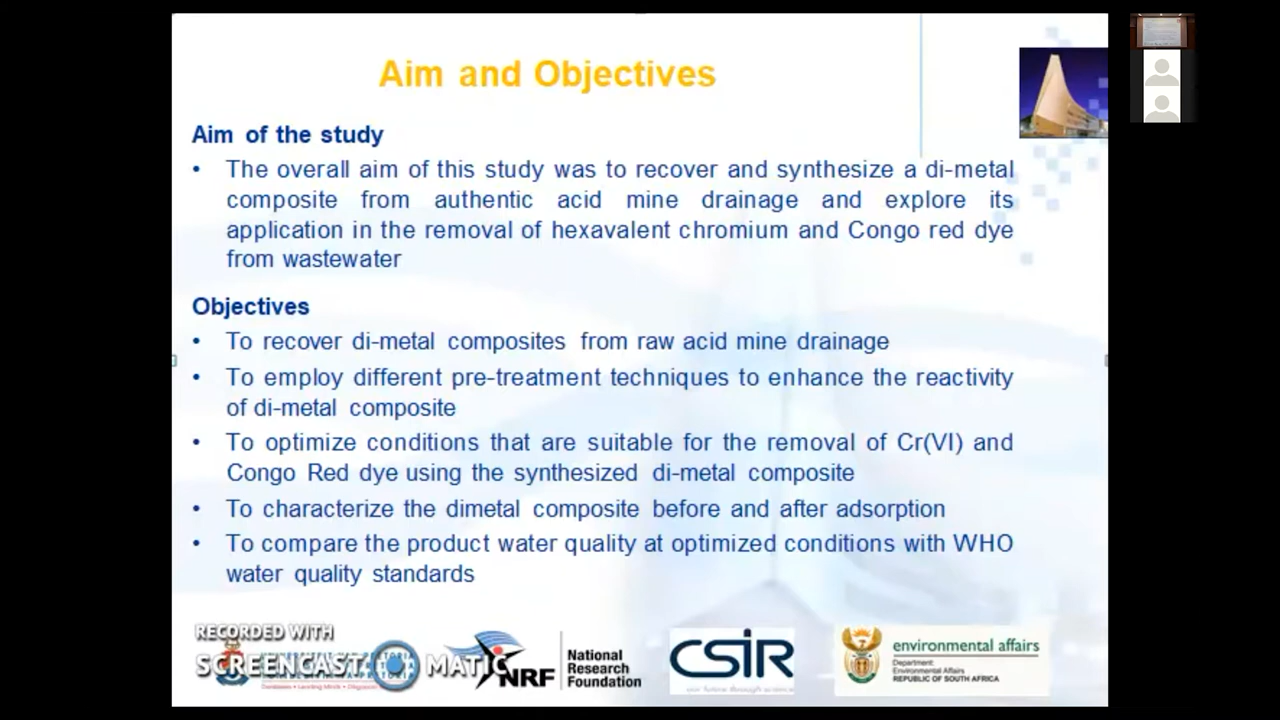 Aim and Objectives
Aim of the study
• The overall aim of this study was to recover and synthesize a di-metal
composite from authentic acid mine drainage and explore its
application in the removal of hexavalent chromium and Congo red dye
from wastewater
Objectives
• To recover di-metal composites from raw acid mine drainage
• To employ different pre-treatment techniques to enhance the reactivity
of di-metal composite
• To optimize conditions that are suitable for the removal of Cr(VI) and
Congo Red dye using the synthesized di-metal composite
• To characterize the dimetal composite before and after adsorption
• To compare the product water quality at optimized conditions with WHO
water quality standards
RECORDED WITH
SCREENCAST MATIC
NRF
National
Research
Foundation
CSIR
our future through science
environmental affairs
Department:
Environmental Affairs
REPUBLIC OF SOUTH AFRICA